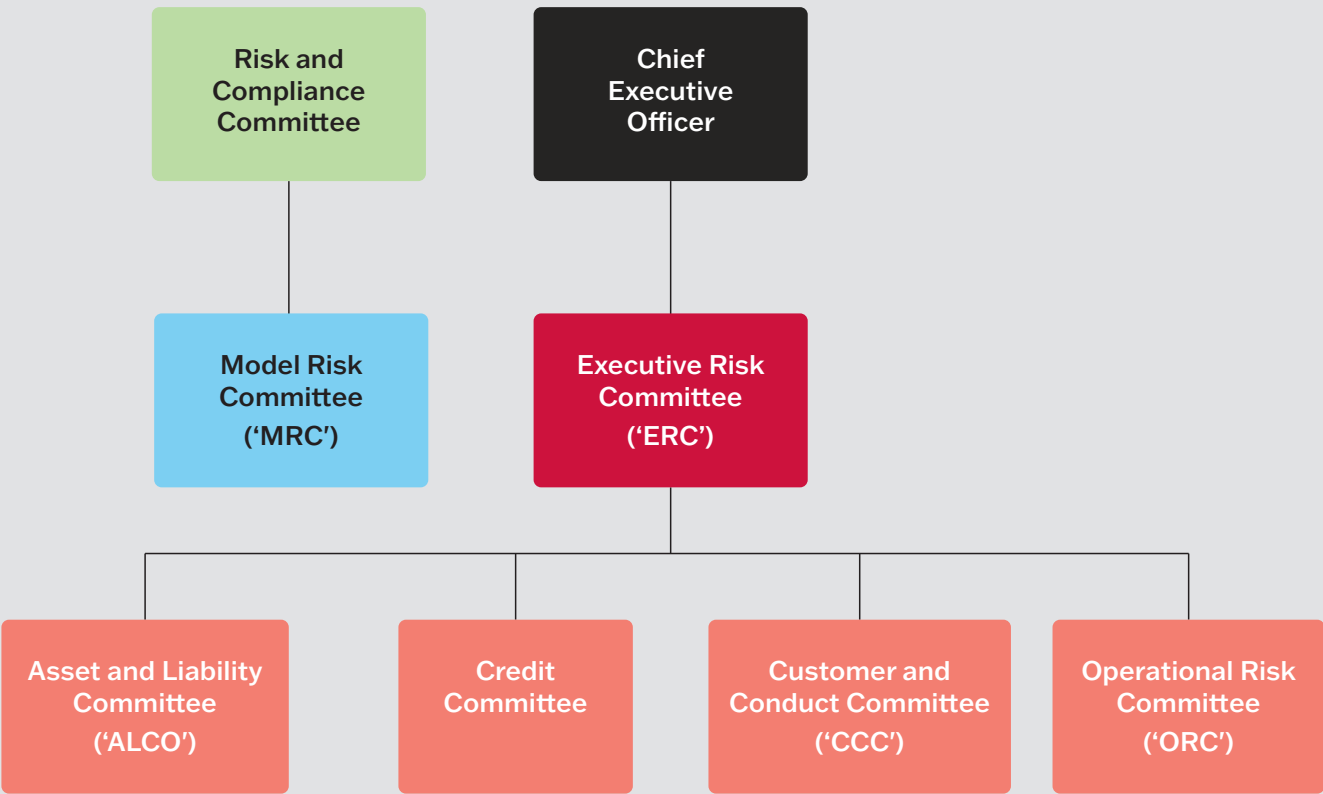 Risk and
Compliance
Committee
Chief
Executive
Officer
Model Risk
Committee
(‘MRC’)
Executive Risk
Committee
(‘ERC’)
Asset and Liability
Committee
(‘ALCO’)
Credit
Committee
Customer and
Conduct Committee
(‘CCC’)
Operational Risk
Committee
(‘ORC’)